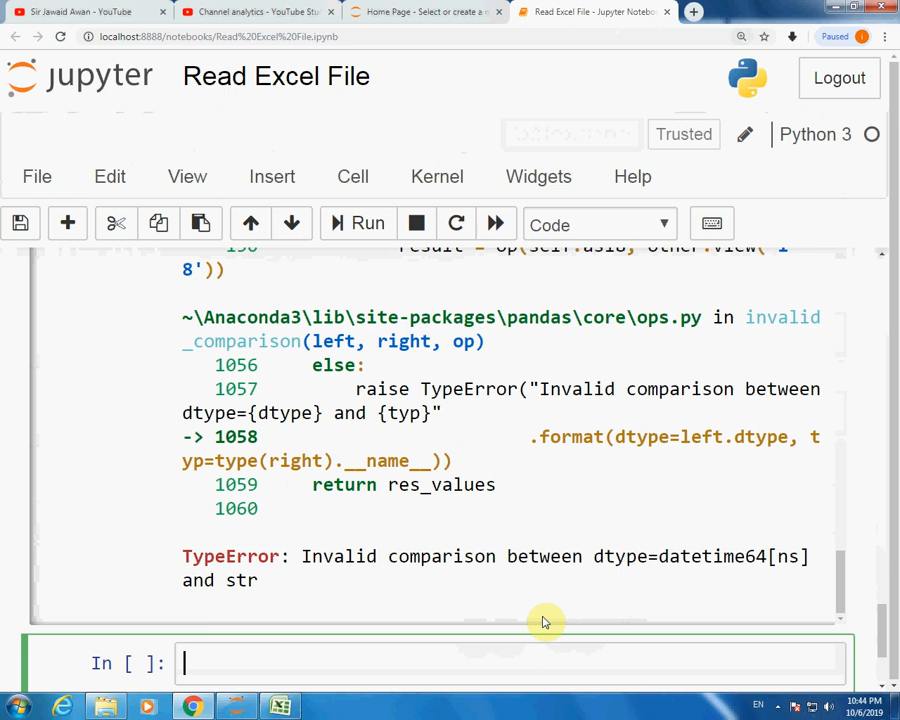 Sir Jawaid Awan - YouTube
Channel analytics - YouTube Stu
Home Page - Select or create a n
Read Excel File - Jupyter Notebo
localhost:8888/notebooks/Read%20Excel%20File.ipynb
Paused
jupyter
Read Excel File
Logout
Trusted
Python 3
File Edit View Insert Cell Kernel Widgets Help
Run
Code
8'))
~\Anaconda3\lib\site-packages\pandas\core\ops.py in invalid
_comparison(left, right, op)
1056 else:
1057 raise TypeError("Invalid comparison between
dtype={dtype} and {typ}"
-> 1058 .format(dtype=left.dtype, t
yp=type(right).__name__))
1059 return res_values
1060
TypeError: Invalid comparison between dtype=datetime64[ns]
and str
In [ ]:
EN
10:44 PM
10/6/2019